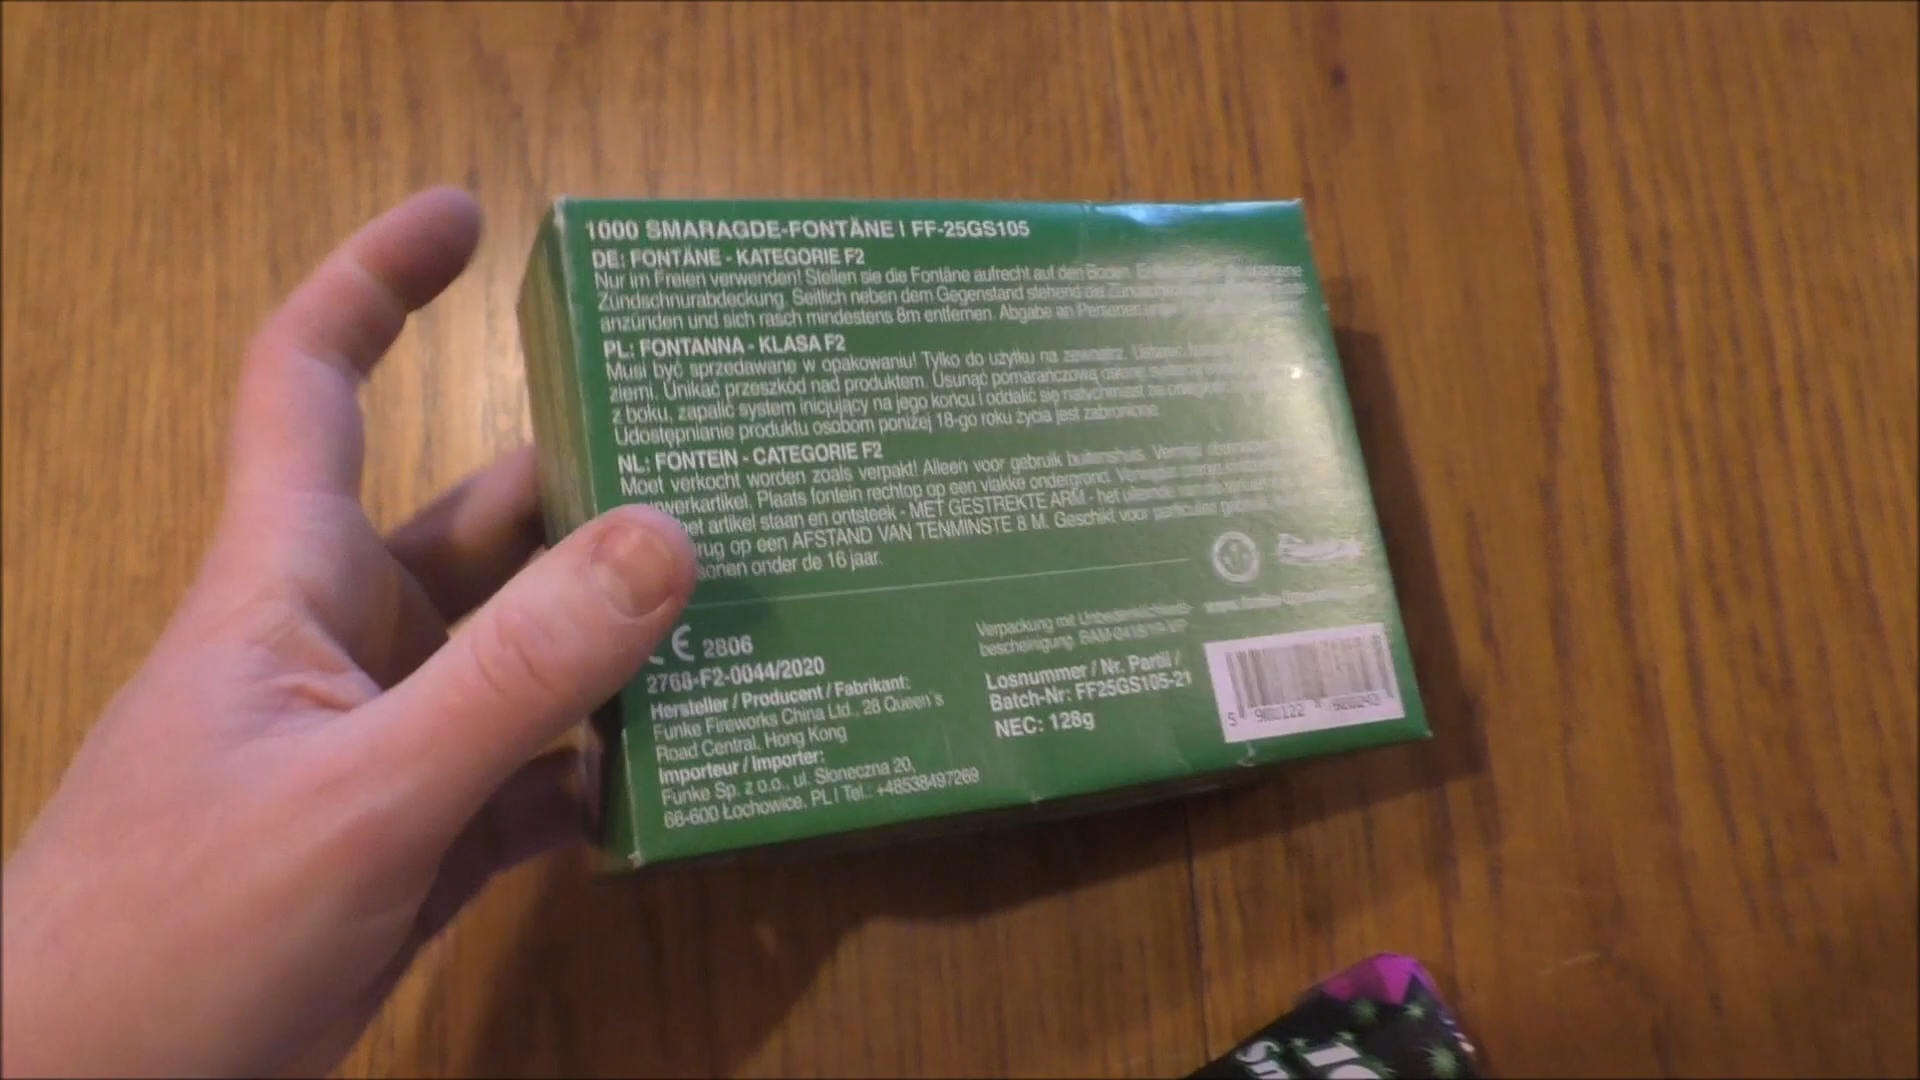 1000 SMARAGDE-FONTÄNE | FF-25GS105
DE: FONTÄNE - KATEGORIE F2
Nur im Freien verwenden! Stellen sie die Fontäne aufrecht auf den Boden.
Zündschnurabdeckung. Seitlich neben dem Gegenstand stehend die
anzünden und sich rasch mindestens 8m entfernen. Abgabe an Personen
PL: FONTANNA - KLASA F2
Musi być sprzedawane w opakowaniu! Tylko do użytku na zewnątrz.
ziemi. Unikać przeszkód nad produktem. Usunąć pomarańczową
z boku, zapalić system inicjujący na jego końcu i oddalić się natychmiast
Udostępnianie produktu osobom poniżej 18-go roku życia jest zabronione.
NL: FONTEIN - CATEGORIE F2
Moet verkocht worden zoals verpakt! Alleen voor gebruik buitenshuis.
Plaats fontein rechtop op een vlakke ondergrond.
artikel staan en ontsteek - MET GESTREKTE ARM - het
op een AFSTAND VAN TENMINSTE 8 M. Geschikt voor particulier
onder de 16 jaar.
CE 2806
2768-F2-0044/2020
Hersteller / Producent / Fabrikant:
Funke Fireworks China Ltd., 28 Queen´s
Road Central, Hong Kong
Importeur / Importer:
Funke Sp. z o.o., ul. Słoneczna 20,
66-600 Łochowice, PL | Tel.: +48538497269
Verpackung mit
bescheinigung.
Losnummer / Nr. Partii /
Batch-Nr: FF25GS105-21
NEC: 128g